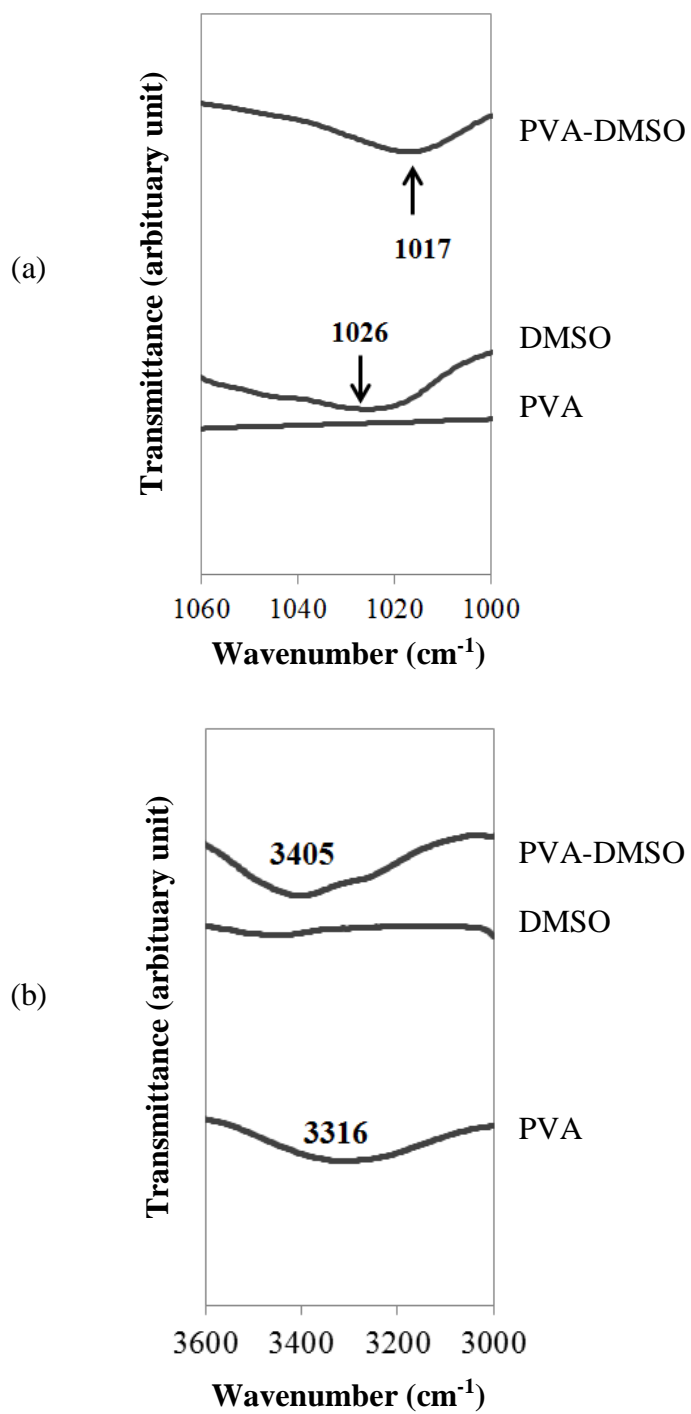 (a)
Transmittance (arbituary unit)
PVA-DMSO
1017
1026
DMSO
PVA
1060 1040 1020 1000
Wavenumber (cm-1)
(b)
Transmittance (arbituary unit)
3405
PVA-DMSO
DMSO
3316
PVA
3600 3400 3200 3000
Wavenumber (cm-1)